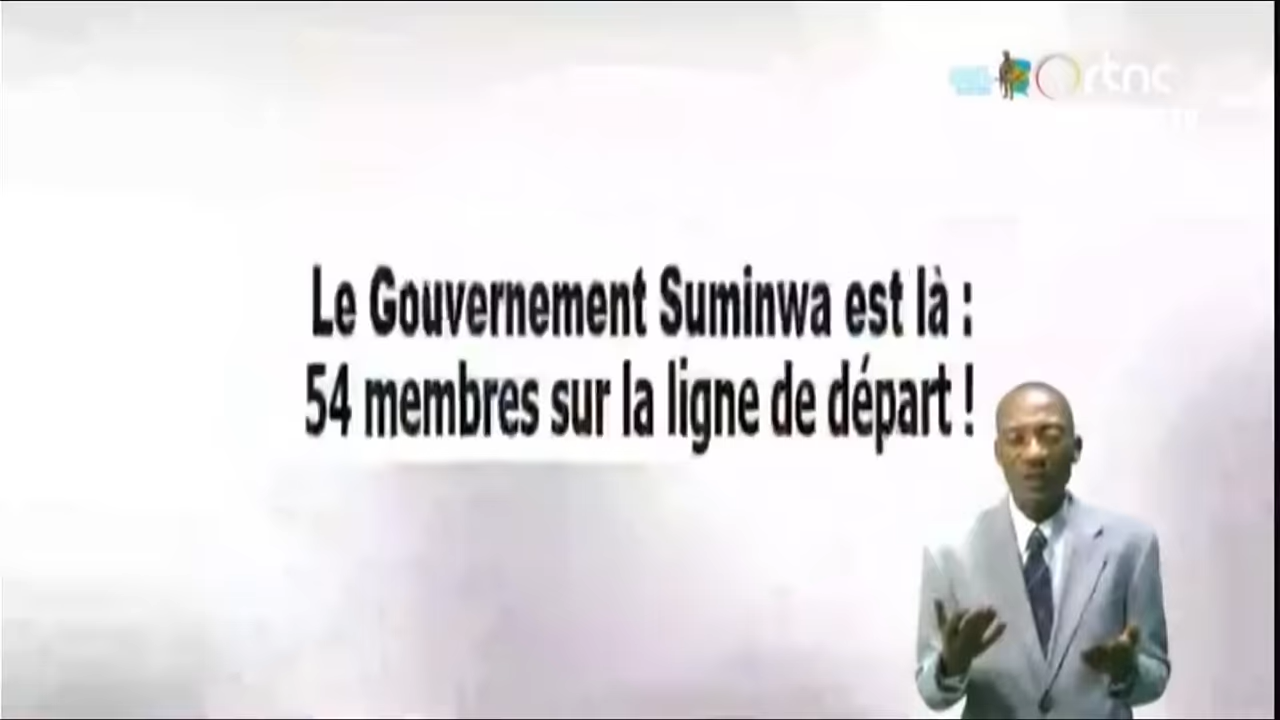 rtnc
Le Gouvernement Suminwa est là :
54 membres sur la ligne de départ !